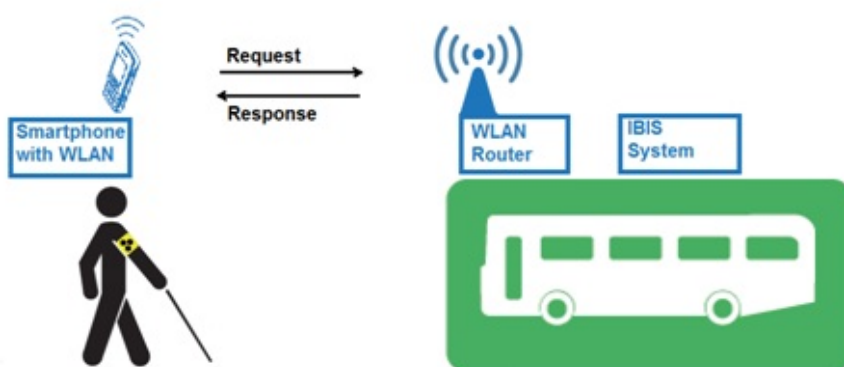 Request
Response
Smartphone
with WLAN
WLAN
Router
IBIS
System